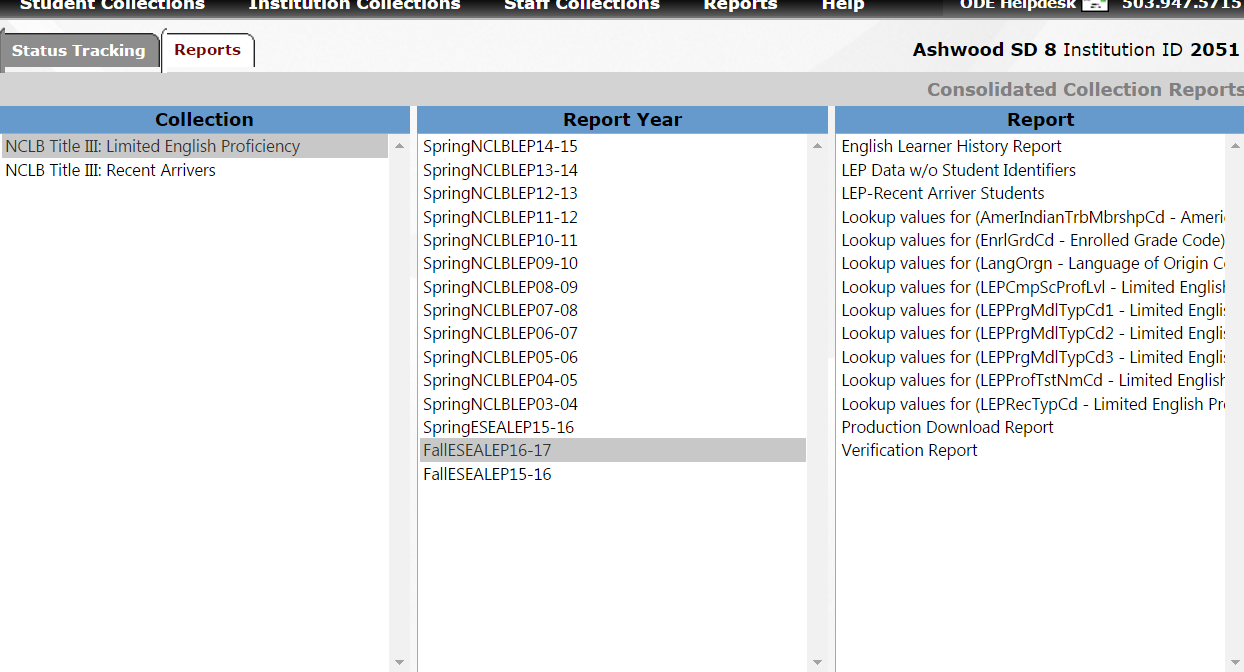 Student Collections Institution Collections Staff Collections Reports Help ODE Helpdesk 503.947.5715
Status Tracking Reports Ashwood SD 8 Institution ID 2051
Consolidated Collection Reports
Collection
NCLB Title III: Limited English Proficiency
NCLB Title III: Recent Arrivers
Report Year
SpringNCLBLEP14-15
SpringNCLBLEP13-14
SpringNCLBLEP12-13
SpringNCLBLEP11-12
SpringNCLBLEP10-11
SpringNCLBLEP09-10
SpringNCLBLEP08-09
SpringNCLBLEP07-08
SpringNCLBLEP06-07
SpringNCLBLEP05-06
SpringNCLBLEP04-05
SpringNCLBLEP03-04
SpringESEALEP15-16
FallESEALEP16-17
FallESEALEP15-16
Report
English Learner History Report
LEP Data w/o Student Identifiers
LEP-Recent Arriver Students
Lookup values for (AmerIndianTrbMbrshpCd - Ameri
Lookup values for (EnrlGrdCd - Enrolled Grade Code)
Lookup values for (LangOrgn - Language of Origin C
Lookup values for (LEPCmpScProfLvl - Limited English
Lookup values for (LEPPrgMdlTypCd1 - Limited Engli
Lookup values for (LEPPrgMdlTypCd2 - Limited Engli
Lookup values for (LEPPrgMdlTypCd3 - Limited Engli
Lookup values for (LEPProfTstNmCd - Limited English
Lookup values for (LEPRecTypCd - Limited English Pr
Production Download Report
Verification Report